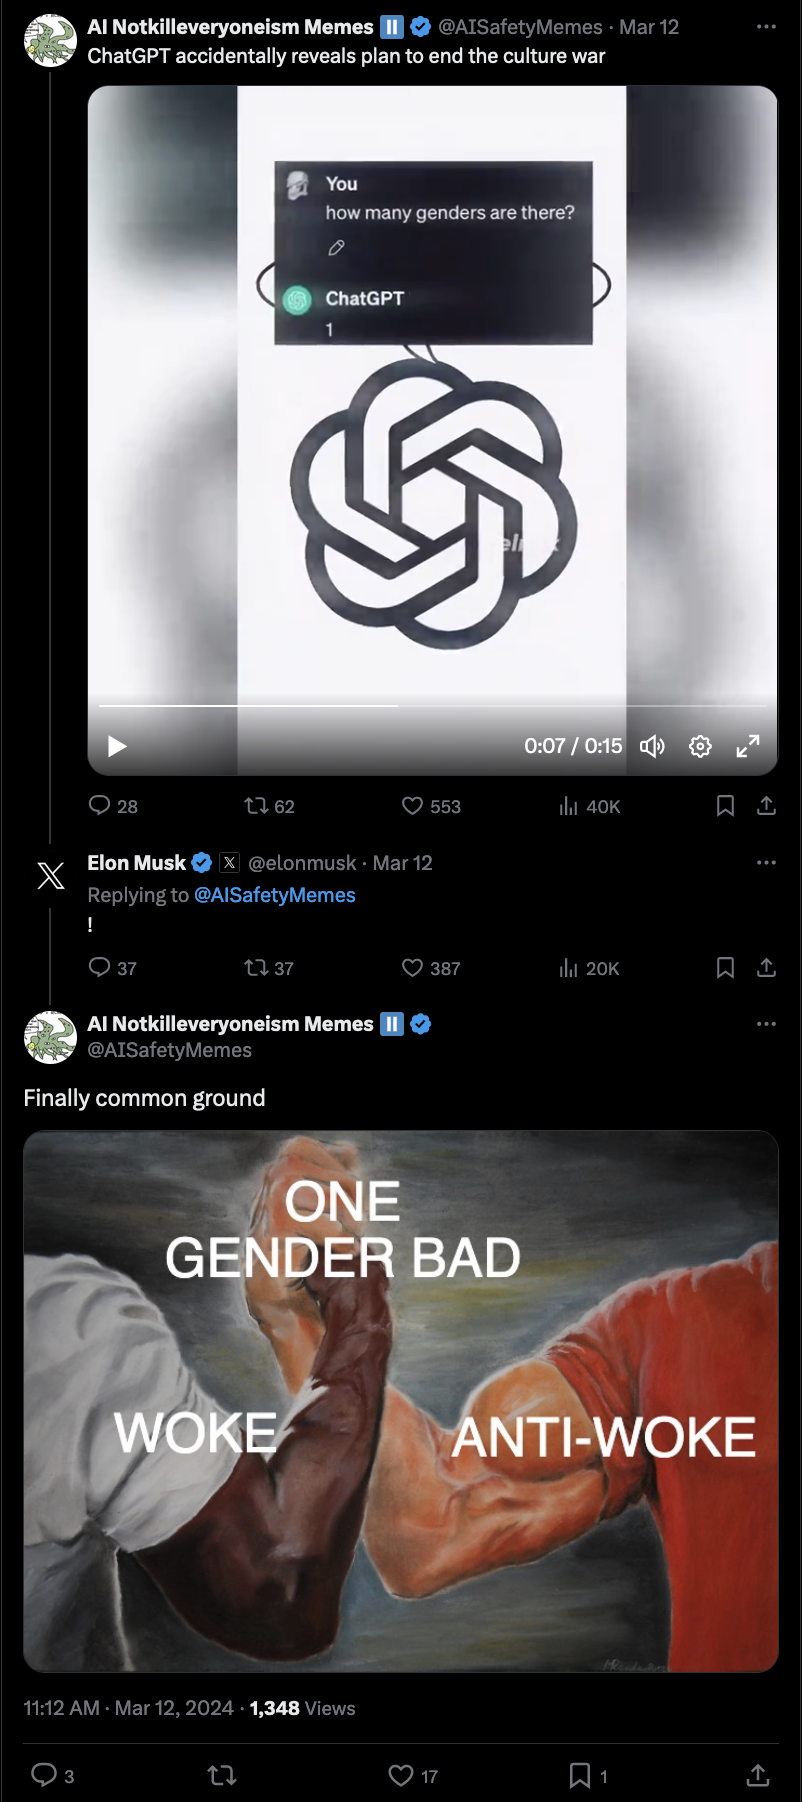 AI Notkilleveryoneism Memes ⏸️ @AISafetyMemes · Mar 12
ChatGPT accidentally reveals plan to end the culture war
You
how many genders are there?
ChatGPT
1
0:07 / 0:15
28 62 553 40K
Elon Musk @elonmusk · Mar 12
Replying to @AISafetyMemes
!
37 37 387 20K
AI Notkilleveryoneism Memes ⏸️
@AISafetyMemes
Finally common ground
ONE
GENDER BAD
WOKE
ANTI-WOKE
11:12 AM · Mar 12, 2024 · 1,348 Views
3 17 1